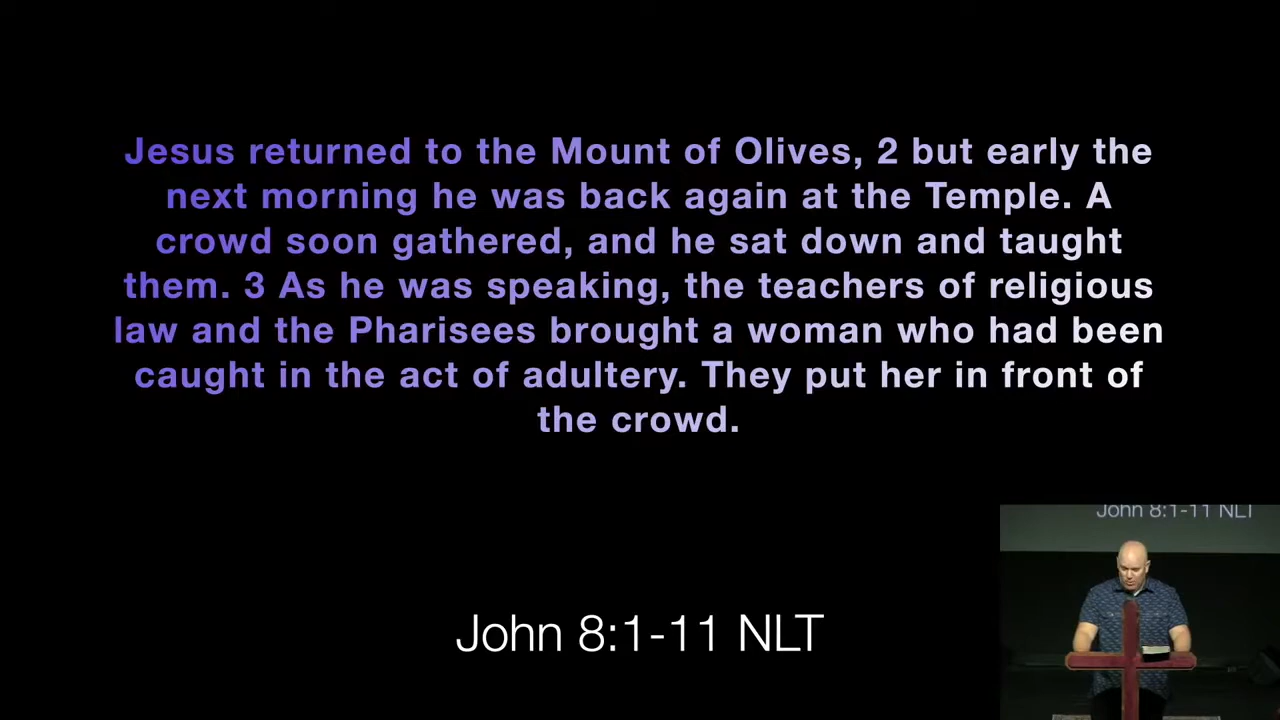 Jesus returned to the Mount of Olives, 2 but early the
next morning he was back again at the Temple. A
crowd soon gathered, and he sat down and taught
them. 3 As he was speaking, the teachers of religious
law and the Pharisees brought a woman who had been
caught in the act of adultery. They put her in front of
the crowd.
John 8:1-11 NLT
John 8:1-11 NLT